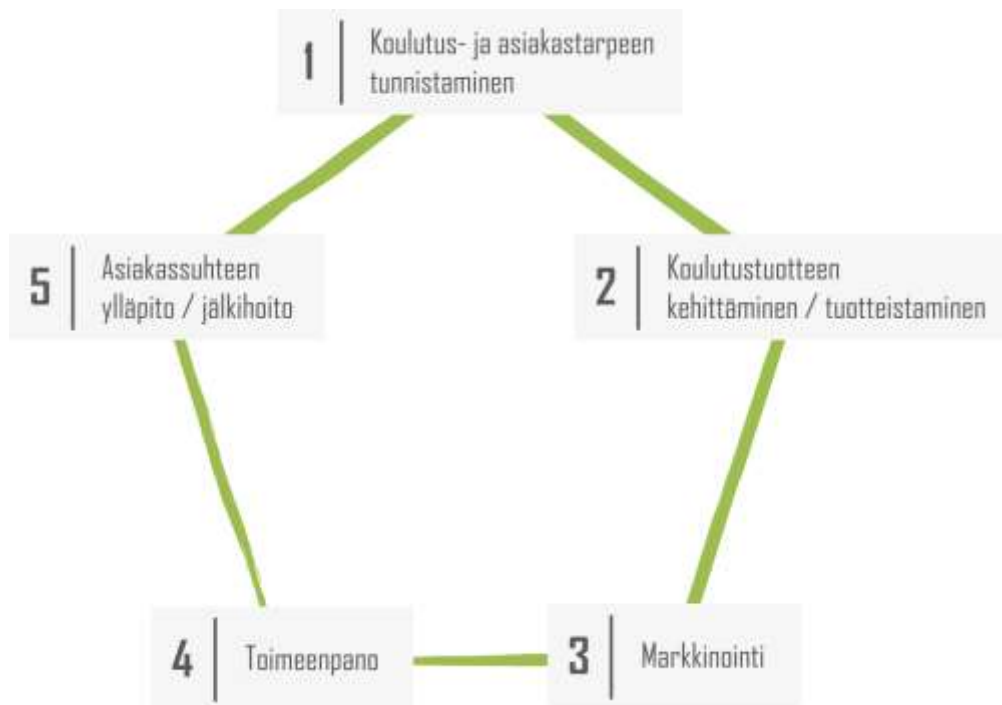 1
Koulutus- ja asiakastarpeen
tunnistaminen
2
Koulutustuotteen
kehittäminen / tuotteistaminen
3
Markkinointi
4
Toimeenpano
5
Asiakassuhteen
ylläpito / jälkihoito